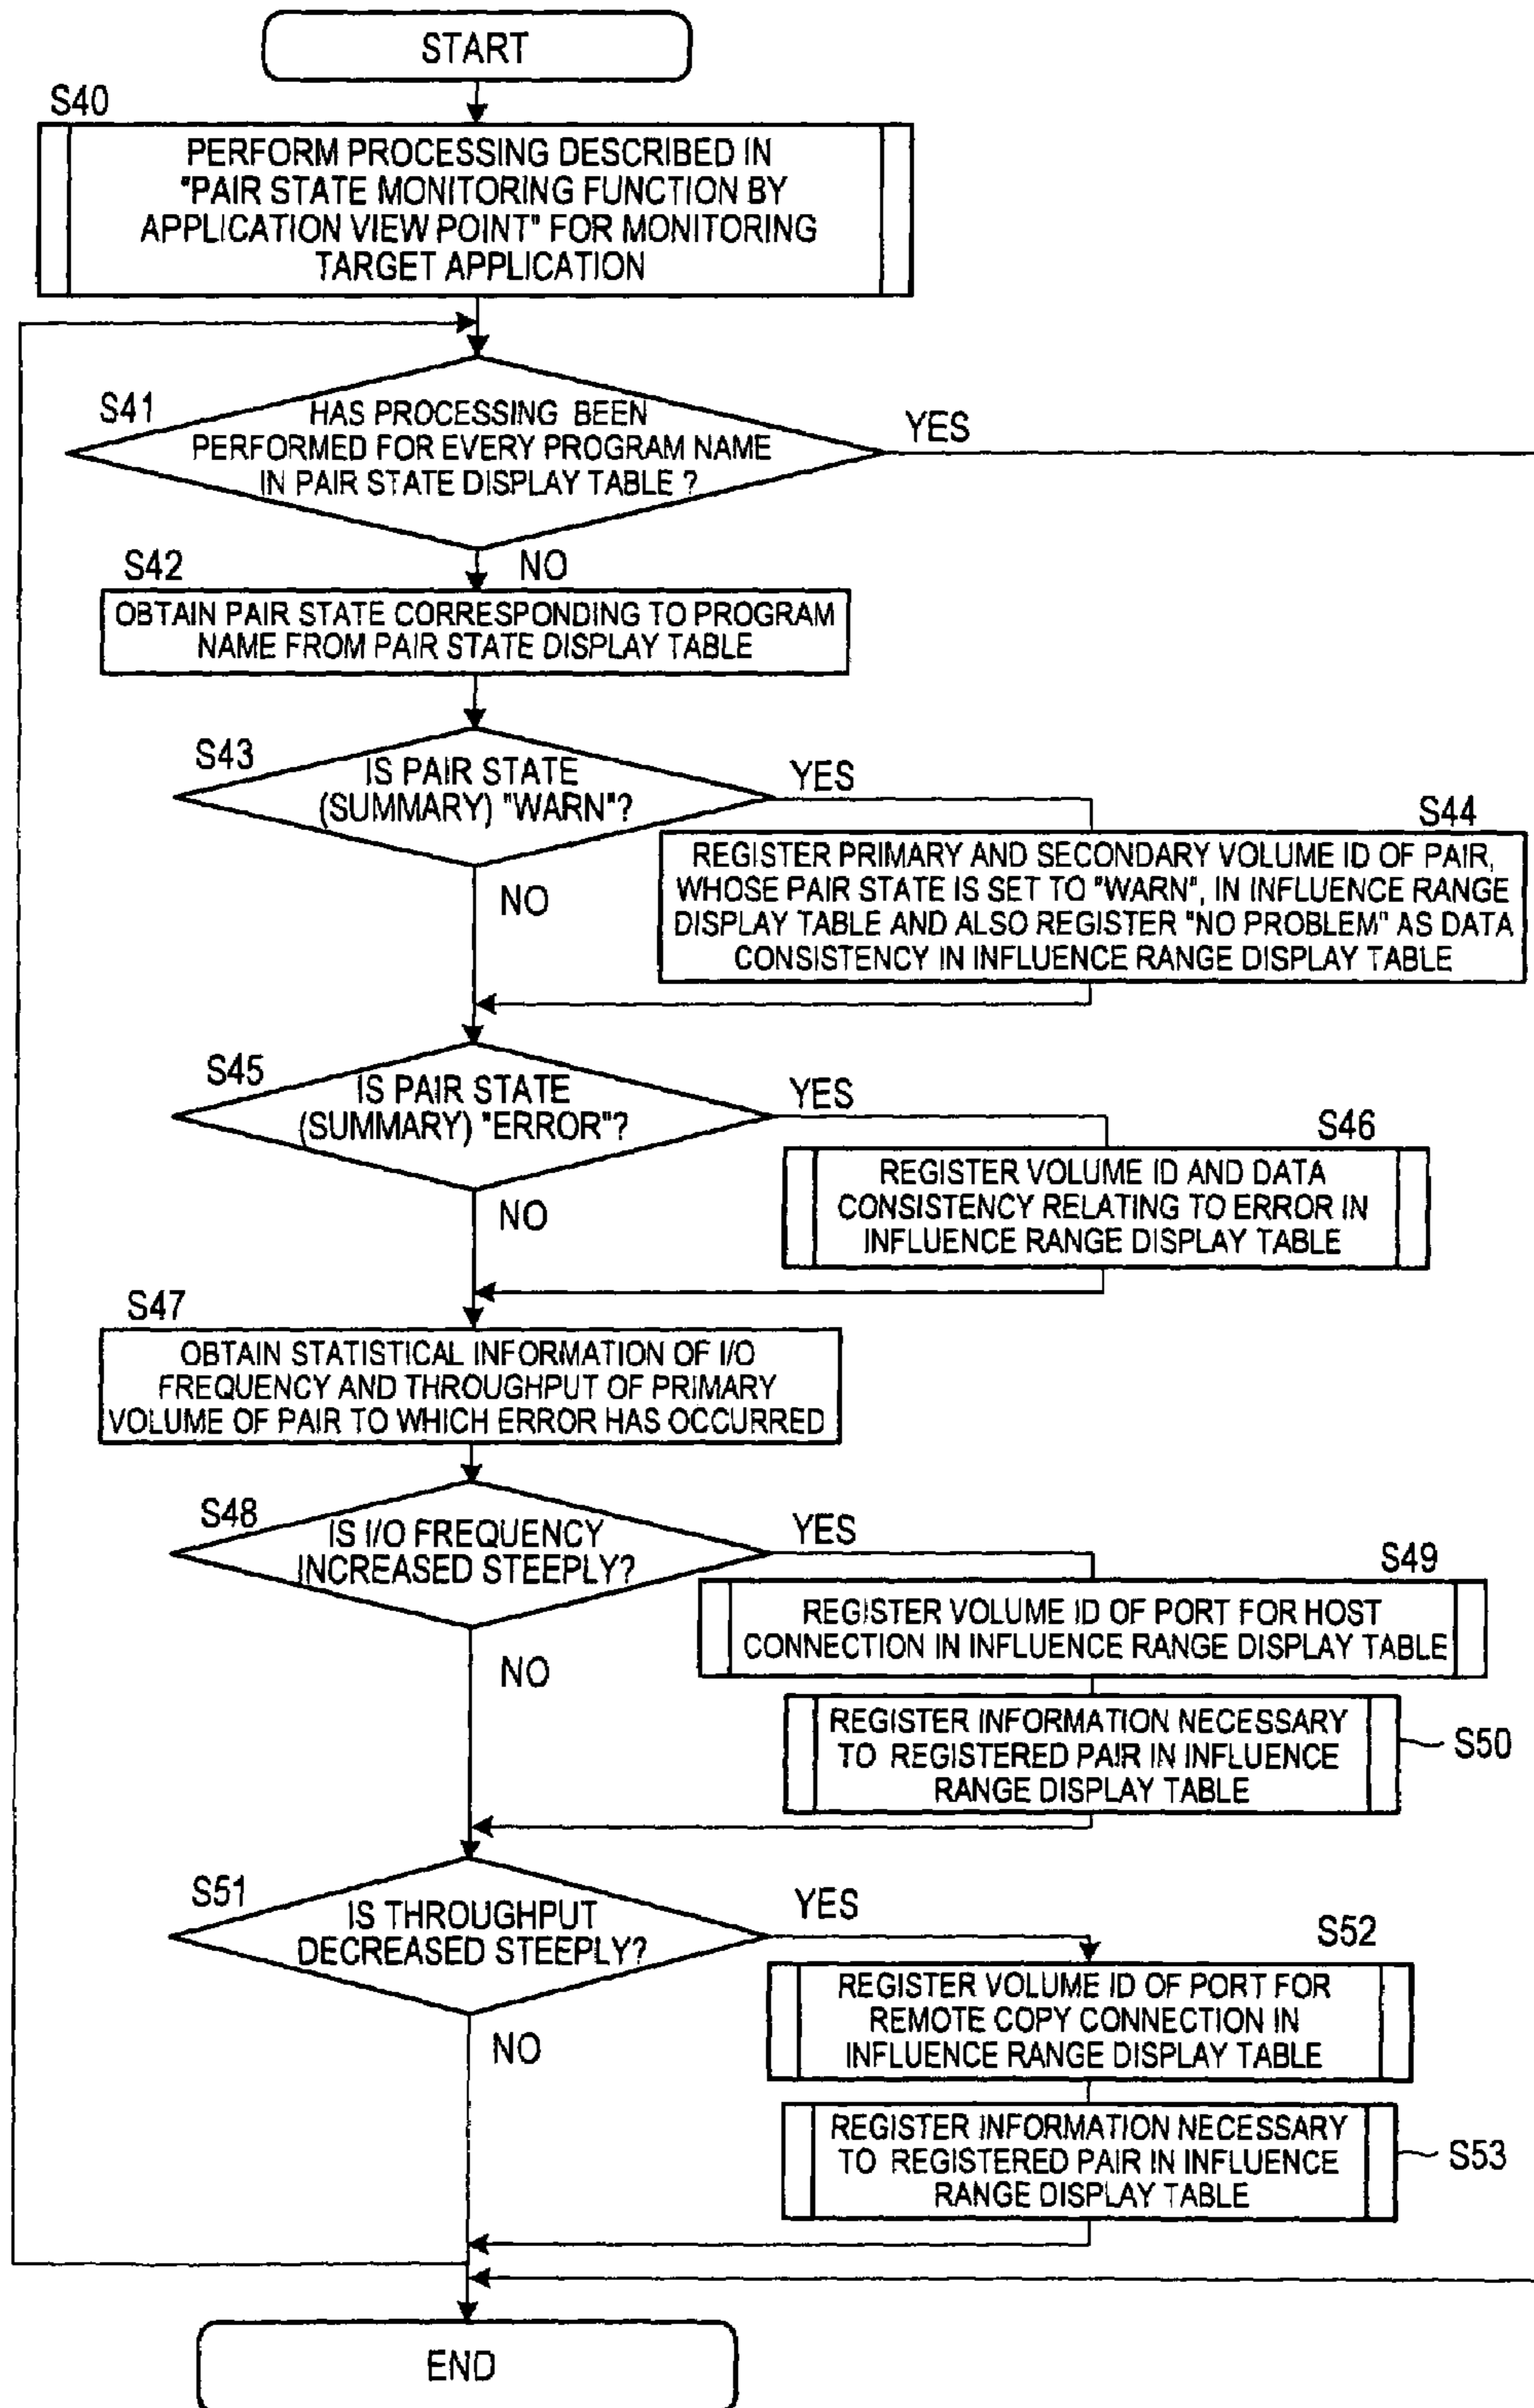 START
S40
PERFORM PROCESSING DESCRIBED IN
"PAIR STATE MONITORING FUNCTION BY
APPLICATION VIEW POINT" FOR MONITORING
TARGET APPLICATION
S41
HAS PROCESSING BEEN
PERFORMED FOR EVERY PROGRAM NAME
IN PAIR STATE DISPLAY TABLE ?
YES
NO
S42
OBTAIN PAIR STATE CORRESPONDING TO PROGRAM
NAME FROM PAIR STATE DISPLAY TABLE
S43
IS PAIR STATE
(SUMMARY) "WARN"?
YES
NO
S44
REGISTER PRIMARY AND SECONDARY VOLUME ID OF PAIR,
WHOSE PAIR STATE IS SET TO "WARN", IN INFLUENCE RANGE
DISPLAY TABLE AND ALSO REGISTER "NO PROBLEM" AS DATA
CONSISTENCY IN INFLUENCE RANGE DISPLAY TABLE
S45
IS PAIR STATE
(SUMMARY) "ERROR"?
YES
NO
S46
REGISTER VOLUME ID AND DATA
CONSISTENCY RELATING TO ERROR IN
INFLUENCE RANGE DISPLAY TABLE
S47
OBTAIN STATISTICAL INFORMATION OF I/O
FREQUENCY AND THROUGHPUT OF PRIMARY
VOLUME OF PAIR TO WHICH ERROR HAS OCCURRED
S48
IS I/O FREQUENCY
INCREASED STEEPLY?
YES
NO
S49
REGISTER VOLUME ID OF PORT FOR HOST
CONNECTION IN INFLUENCE RANGE DISPLAY TABLE
REGISTER INFORMATION NECESSARY
TO REGISTERED PAIR IN INFLUENCE
RANGE DISPLAY TABLE
S50
S51
IS THROUGHPUT
DECREASED STEEPLY?
YES
NO
S52
REGISTER VOLUME ID OF PORT FOR
REMOTE COPY CONNECTION IN
INFLUENCE RANGE DISPLAY TABLE
REGISTER INFORMATION NECESSARY
TO REGISTERED PAIR IN INFLUENCE
RANGE DISPLAY TABLE
S53
END